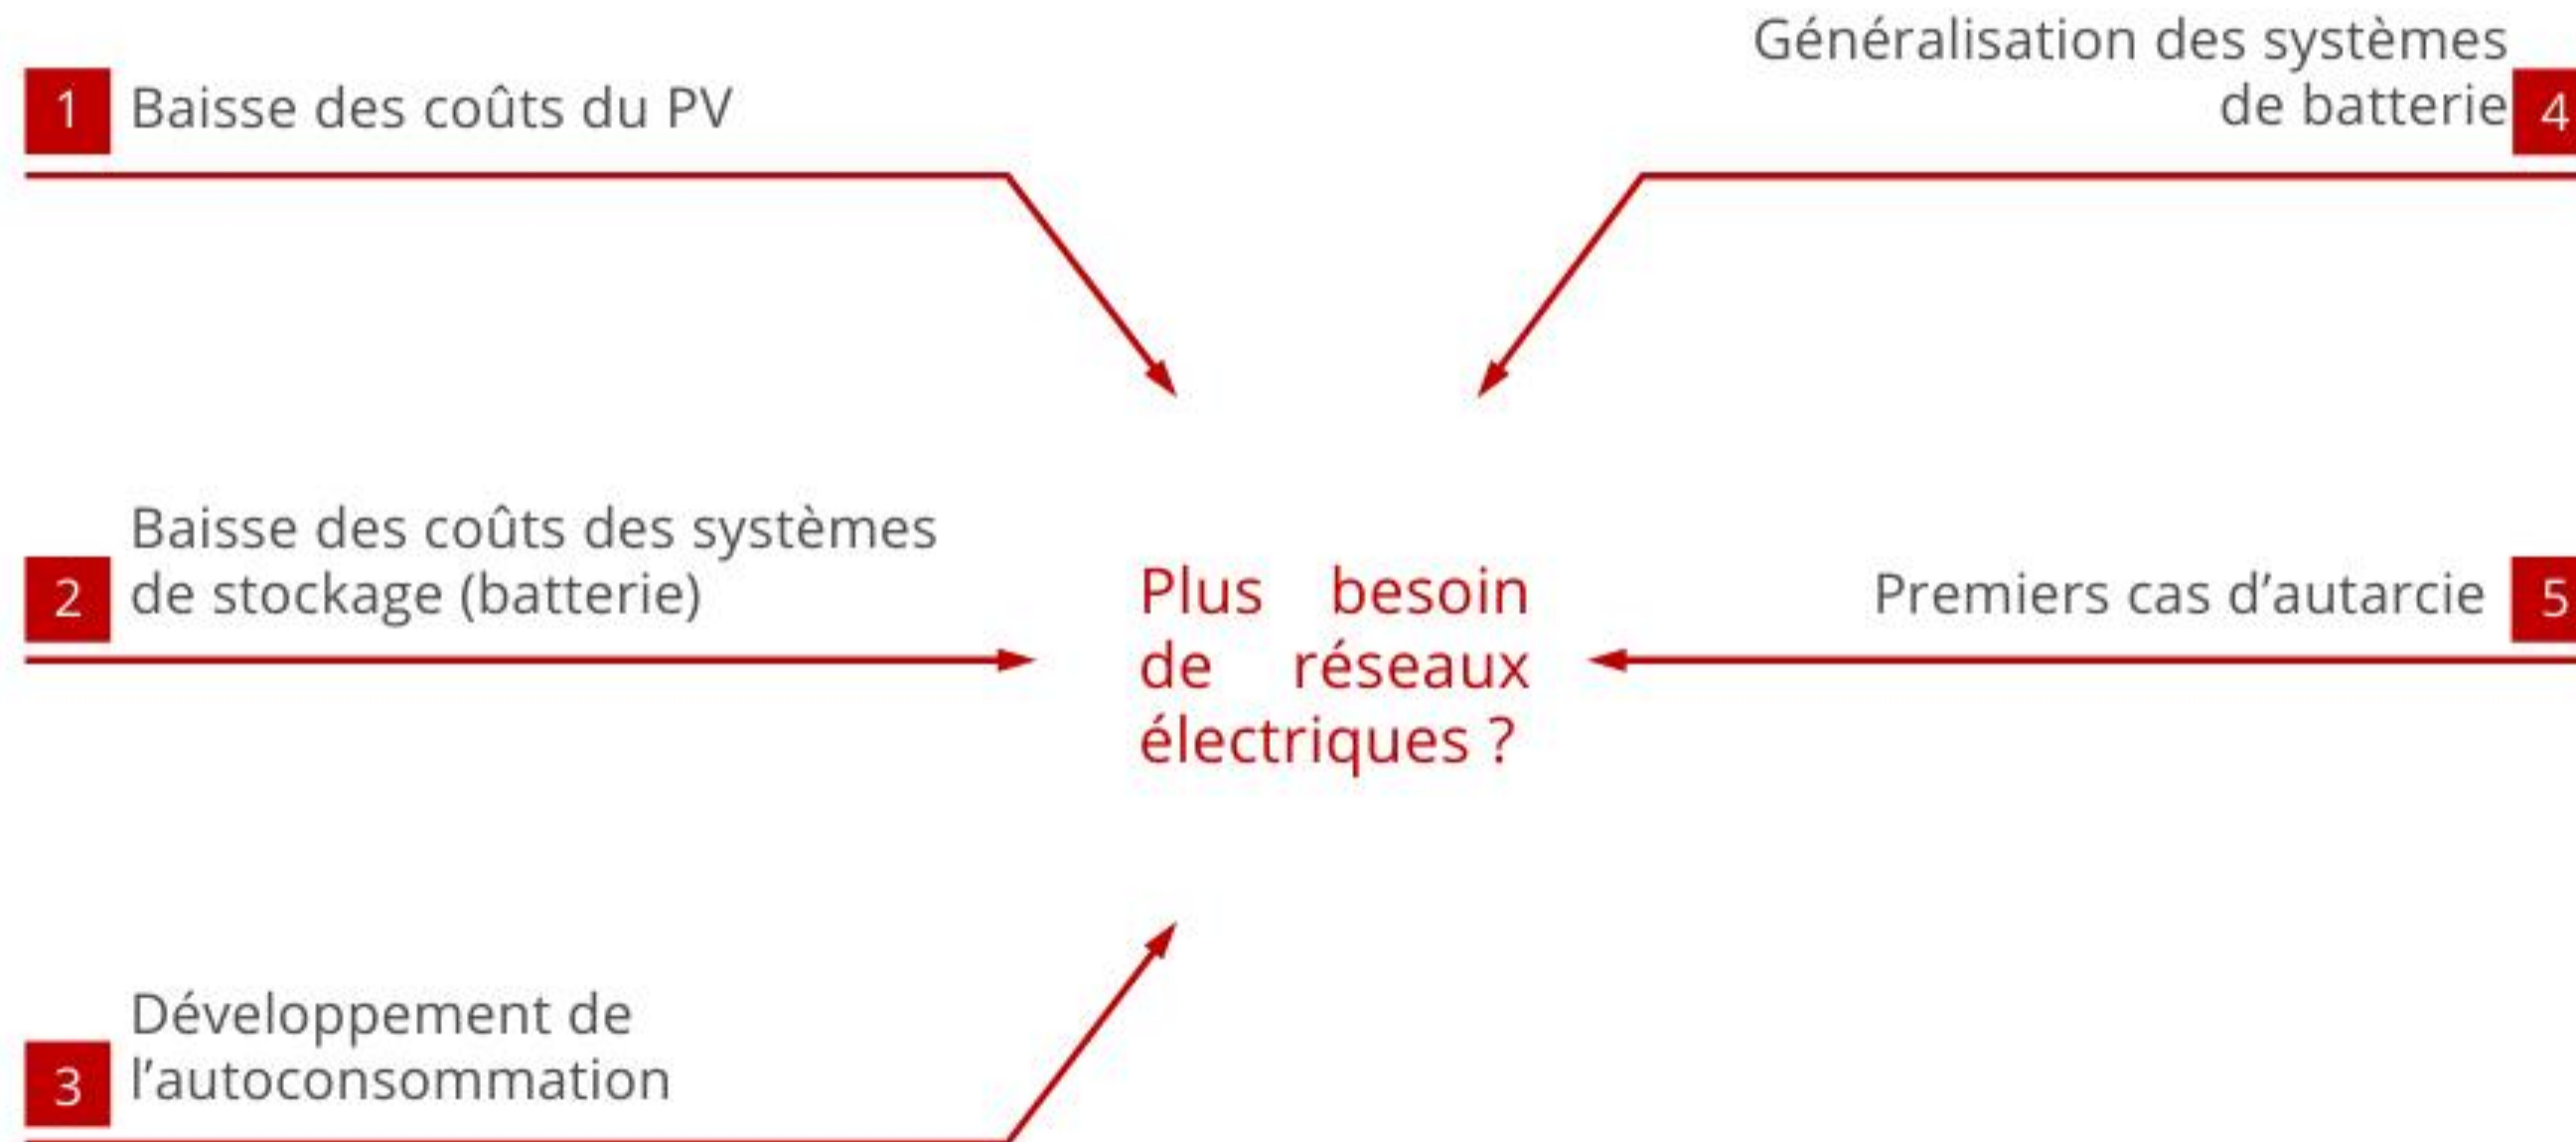 1 Baisse des coûts du PV
Généralisation des systèmes
de batterie 4
Baisse des coûts des systèmes
2 de stockage (batterie)
Plus besoin
de réseaux
électriques ?
Premiers cas d’autarcie 5
Développement de
3 l’autoconsommation